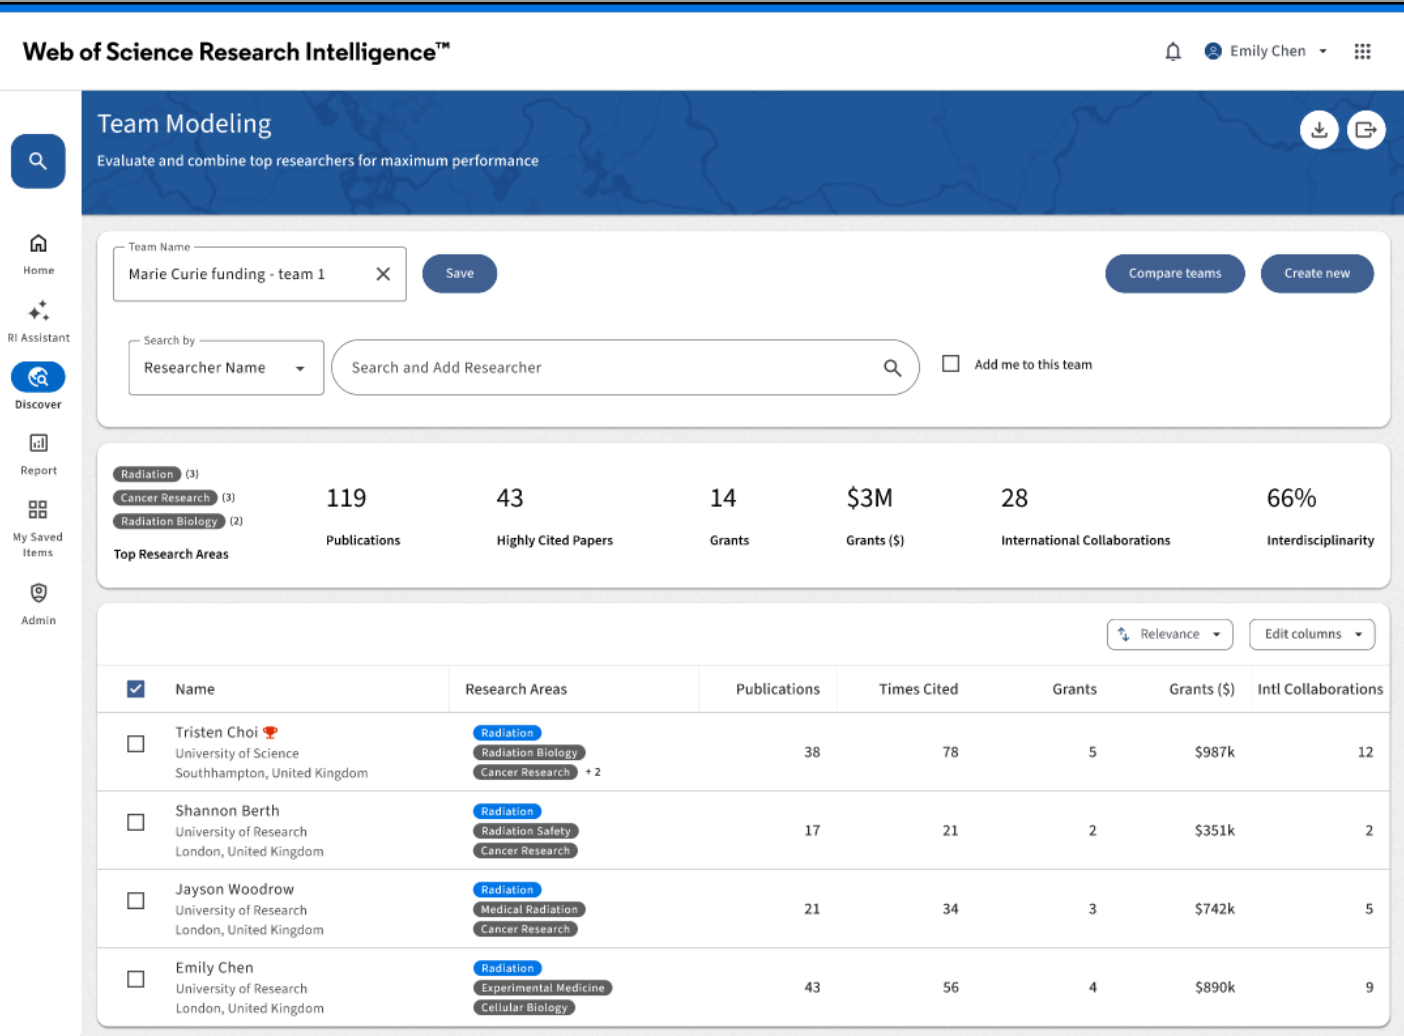 Web of Science Research Intelligence™
Emily Chen
Team Modeling
Evaluate and combine top researchers for maximum performance
Home
RI Assistant
Discover
Report
My Saved
Items
Admin
Team Name
Marie Curie funding - team 1
Save
Compare teams
Create new
Search by
Researcher Name
Search and Add Researcher
Add me to this team
Radiation (3)
Cancer Research (3)
Radiation Biology (2)
Top Research Areas
119
Publications
43
Highly Cited Papers
14
Grants
$3M
Grants ($)
28
International Collaborations
66%
Interdisciplinarity
Relevance
Edit columns
Name Research Areas Publications Times Cited Grants Grants ($) Intl Collaborations
Tristen Choi
University of Science
Southhampton, United Kingdom
Radiation
Radiation Biology
Cancer Research + 2
38 78 5 $987k 12
Shannon Berth
University of Research
London, United Kingdom
Radiation
Radiation Safety
Cancer Research
17 21 2 $351k 2
Jayson Woodrow
University of Research
London, United Kingdom
Radiation
Medical Radiation
Cancer Research
21 34 3 $742k 5
Emily Chen
University of Research
London, United Kingdom
Radiation
Experimental Medicine
Cellular Biology
43 56 4 $890k 9